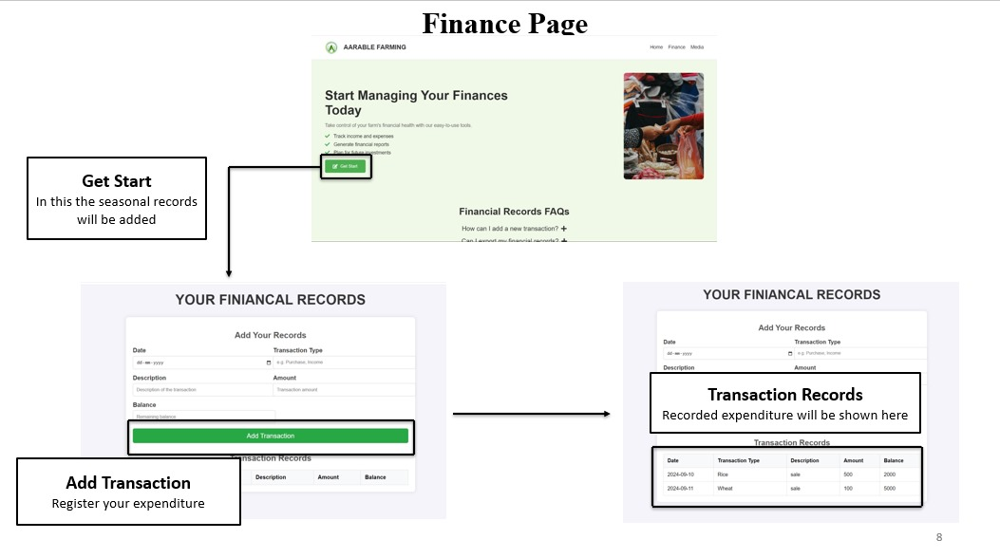 Finance Page
AARABLE FARMING
Home Finance Media
Start Managing Your Finances
Today
Take control of your farm's financial health with our easy-to-use tools.
Track income and expenses
Generate financial reports
Plan for future investments
Get Start
Financial Records FAQs
How can I add a new transaction? +
Can I export my financial records? +
Get Start
In this the seasonal records
will be added
YOUR FINIANCAL RECORDS
Add Your Records
Date Transaction Type
dd-mm-yyyy e.g. Purchase, Income
Description Amount
Description of the transaction Transaction amount
Balance
Remaining balance
Add Transaction
Transaction Records
Description Amount Balance
Add Transaction
Register your expenditure
YOUR FINIANCAL RECORDS
Add Your Records
Date Transaction Type
dd-mm-yyyy e.g. Purchase, Income
Description Amount
Transaction Records
Recorded expenditure will be shown here
Transaction Records
Date Transaction Type Description Amount Balance
2024-09-10 Rice sale 500 2000
2024-09-11 Wheat sale 100 5000
8